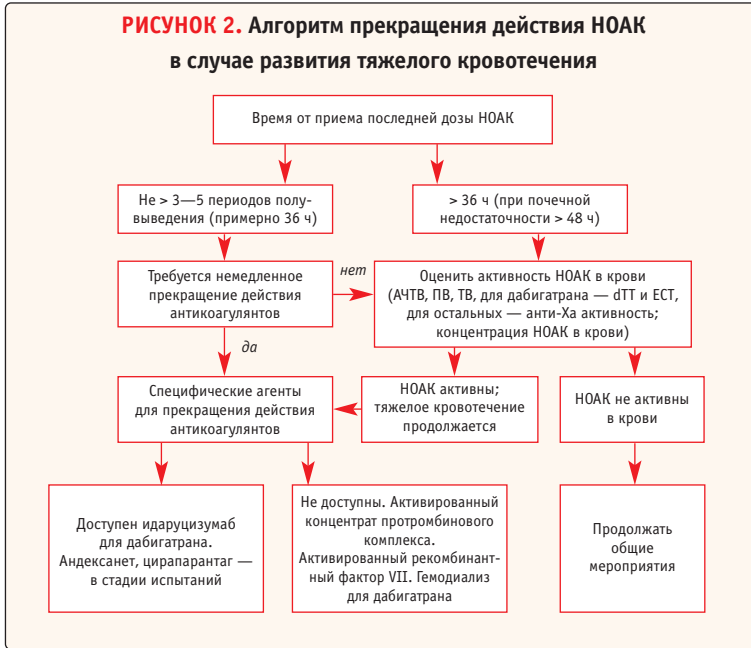 РИСУНОК 2. Алгоритм прекращения действия НОАК
в случае развития тяжелого кровотечения
Время от приема последней дозы НОАК
Не > 3—5 периодов полу-
выведения (примерно 36 ч)
> 36 ч (при почечной
недостаточности > 48 ч)
Требуется немедленное
прекращение действия
антикоагулянтов
нет
Оценить активность НОАК в крови
(АЧТВ, ПВ, ТВ, для дабигатрана — dTT и ECT,
для остальных — анти-Ха активность;
концентрация НОАК в крови)
да
Специфические агенты
для прекращения действия
антикоагулянтов
НОАК активны;
тяжелое кровотечение
продолжается
НОАК не активны
в крови
Доступен идаруцизумаб
для дабигатрана.
Андексанет, цирапарантаг —
в стадии испытаний
Не доступны. Активированный
концентрат протромбинового
комплекса.
Активированный рекомбинант-
ный фактор VII. Гемодиализ
для дабигатрана
Продолжать
общие
мероприятия